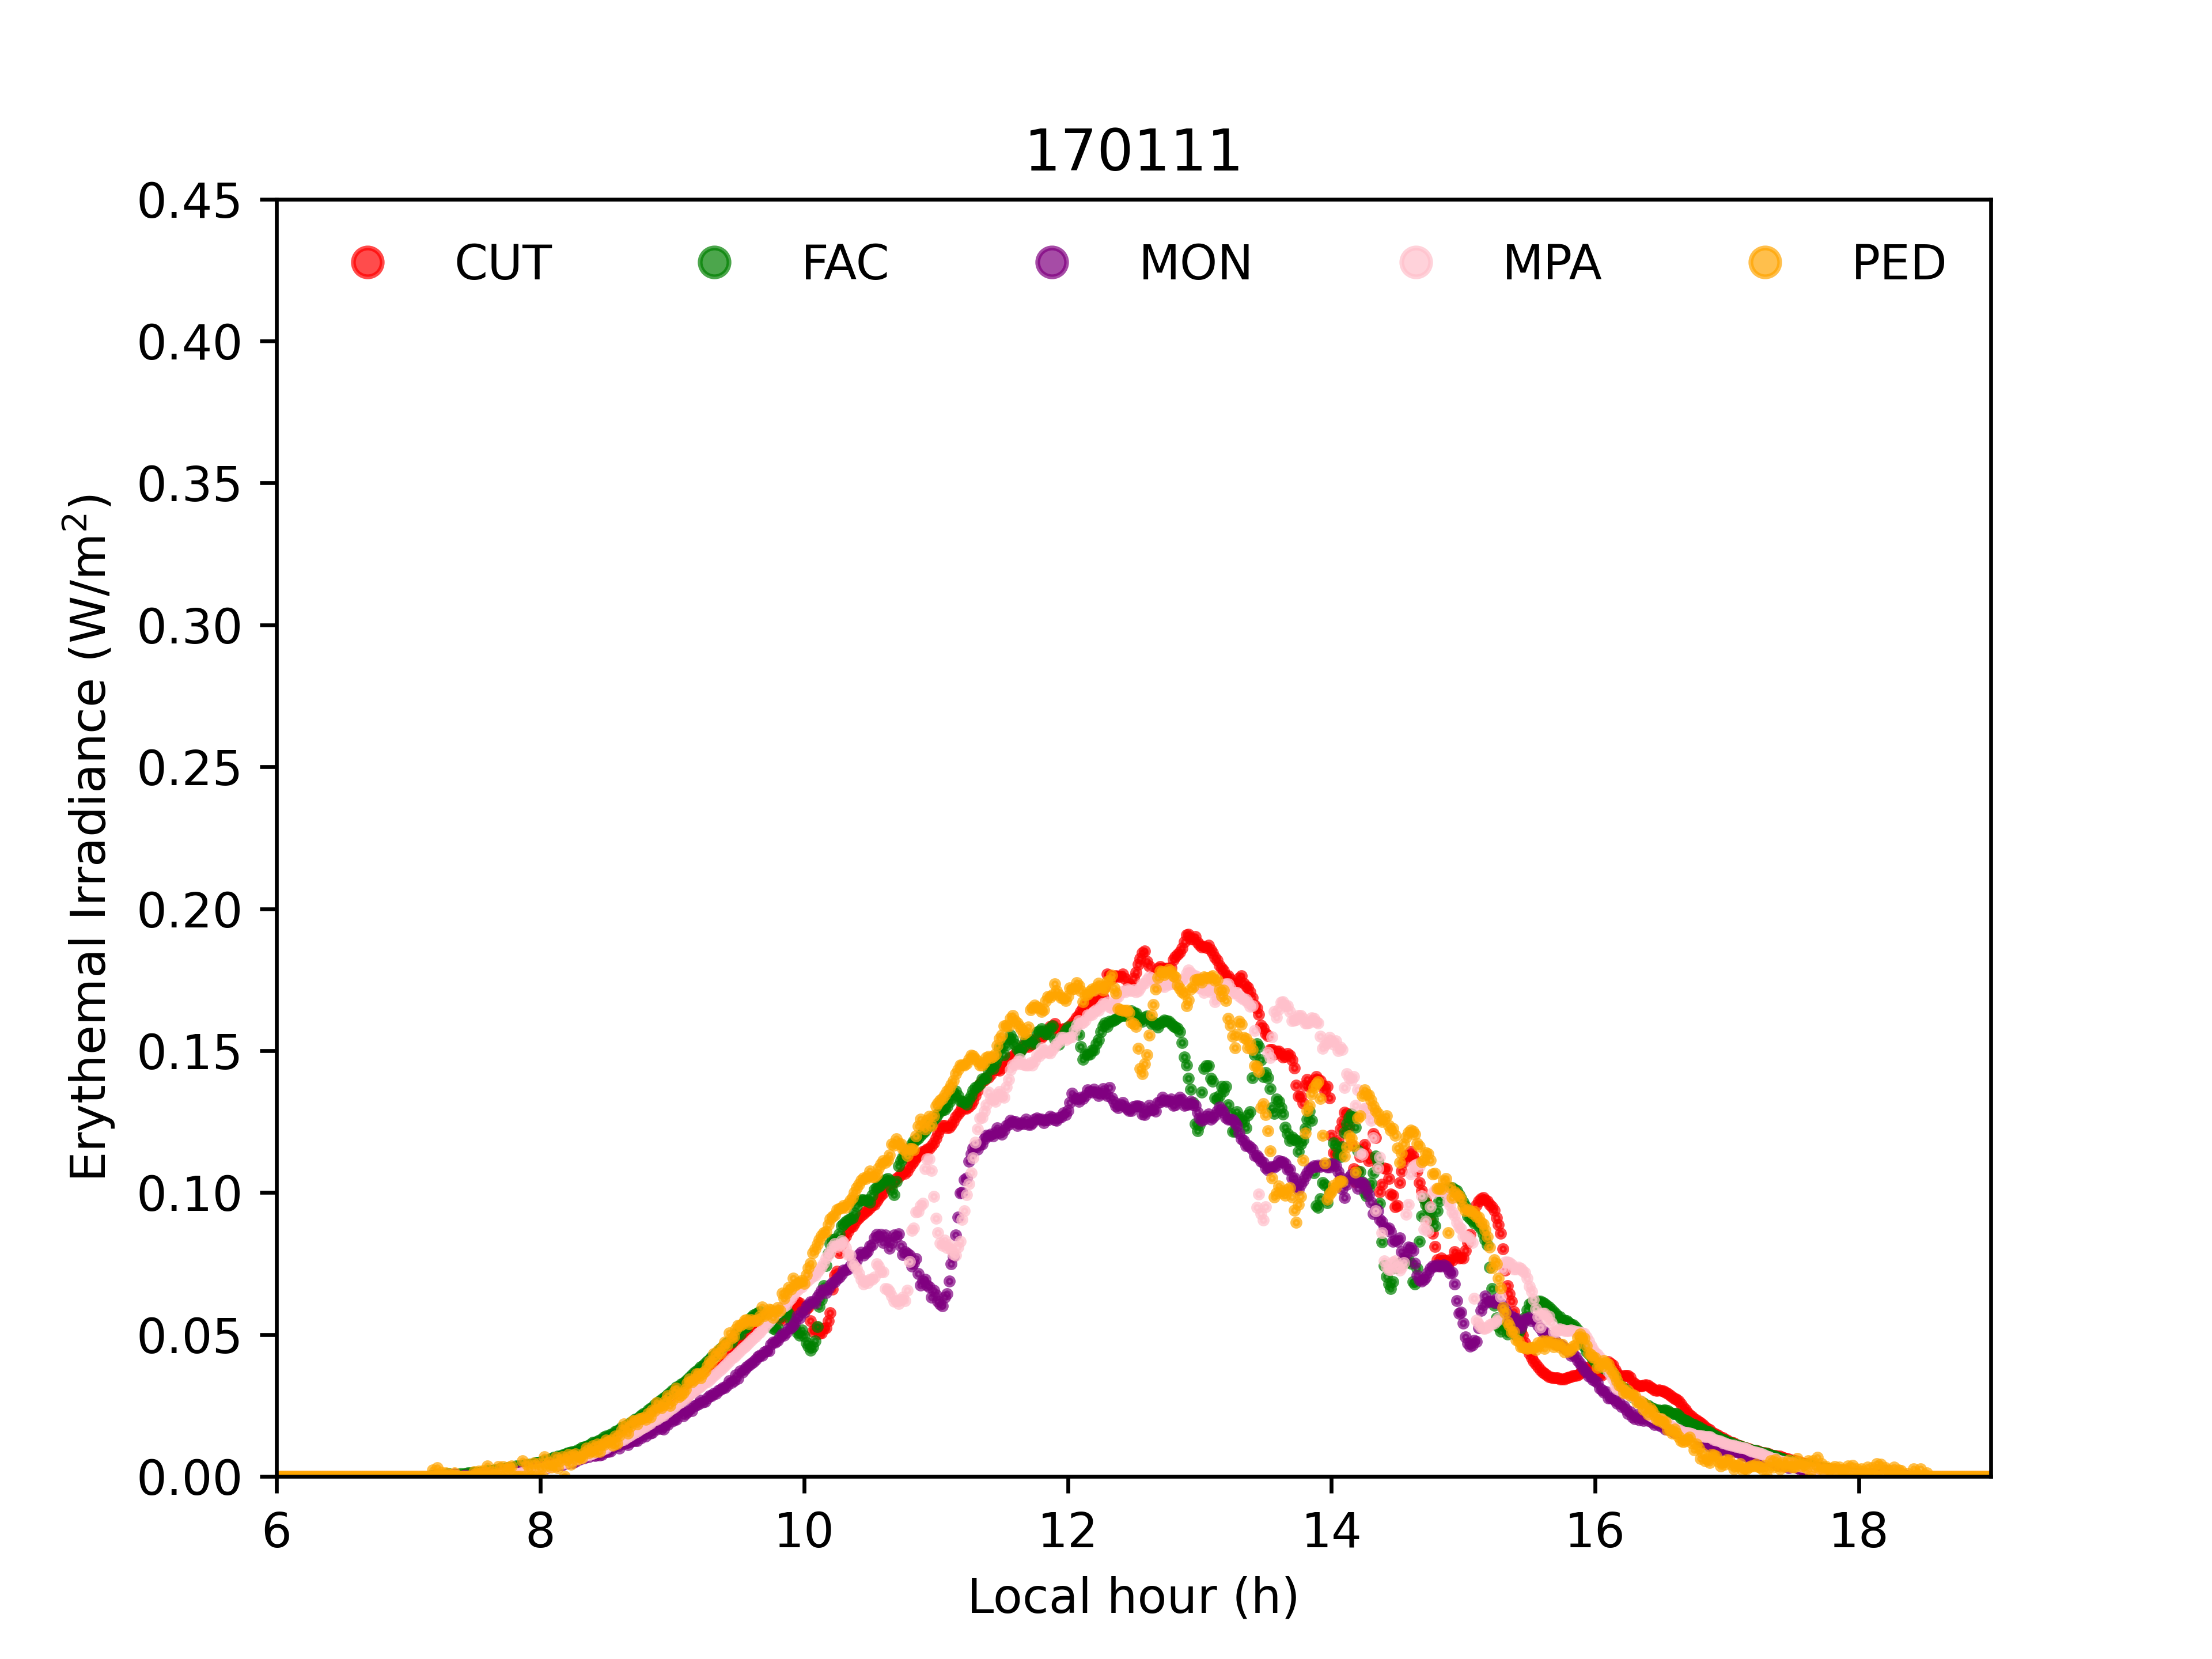 170111
CUT FAC MON MPA PED
0.45
0.40
0.35
0.30
0.25
0.20
0.15
0.10
0.05
0.00
Erythemal Irradiance (W/m²)
6 8 10 12 14 16 18
Local hour (h)